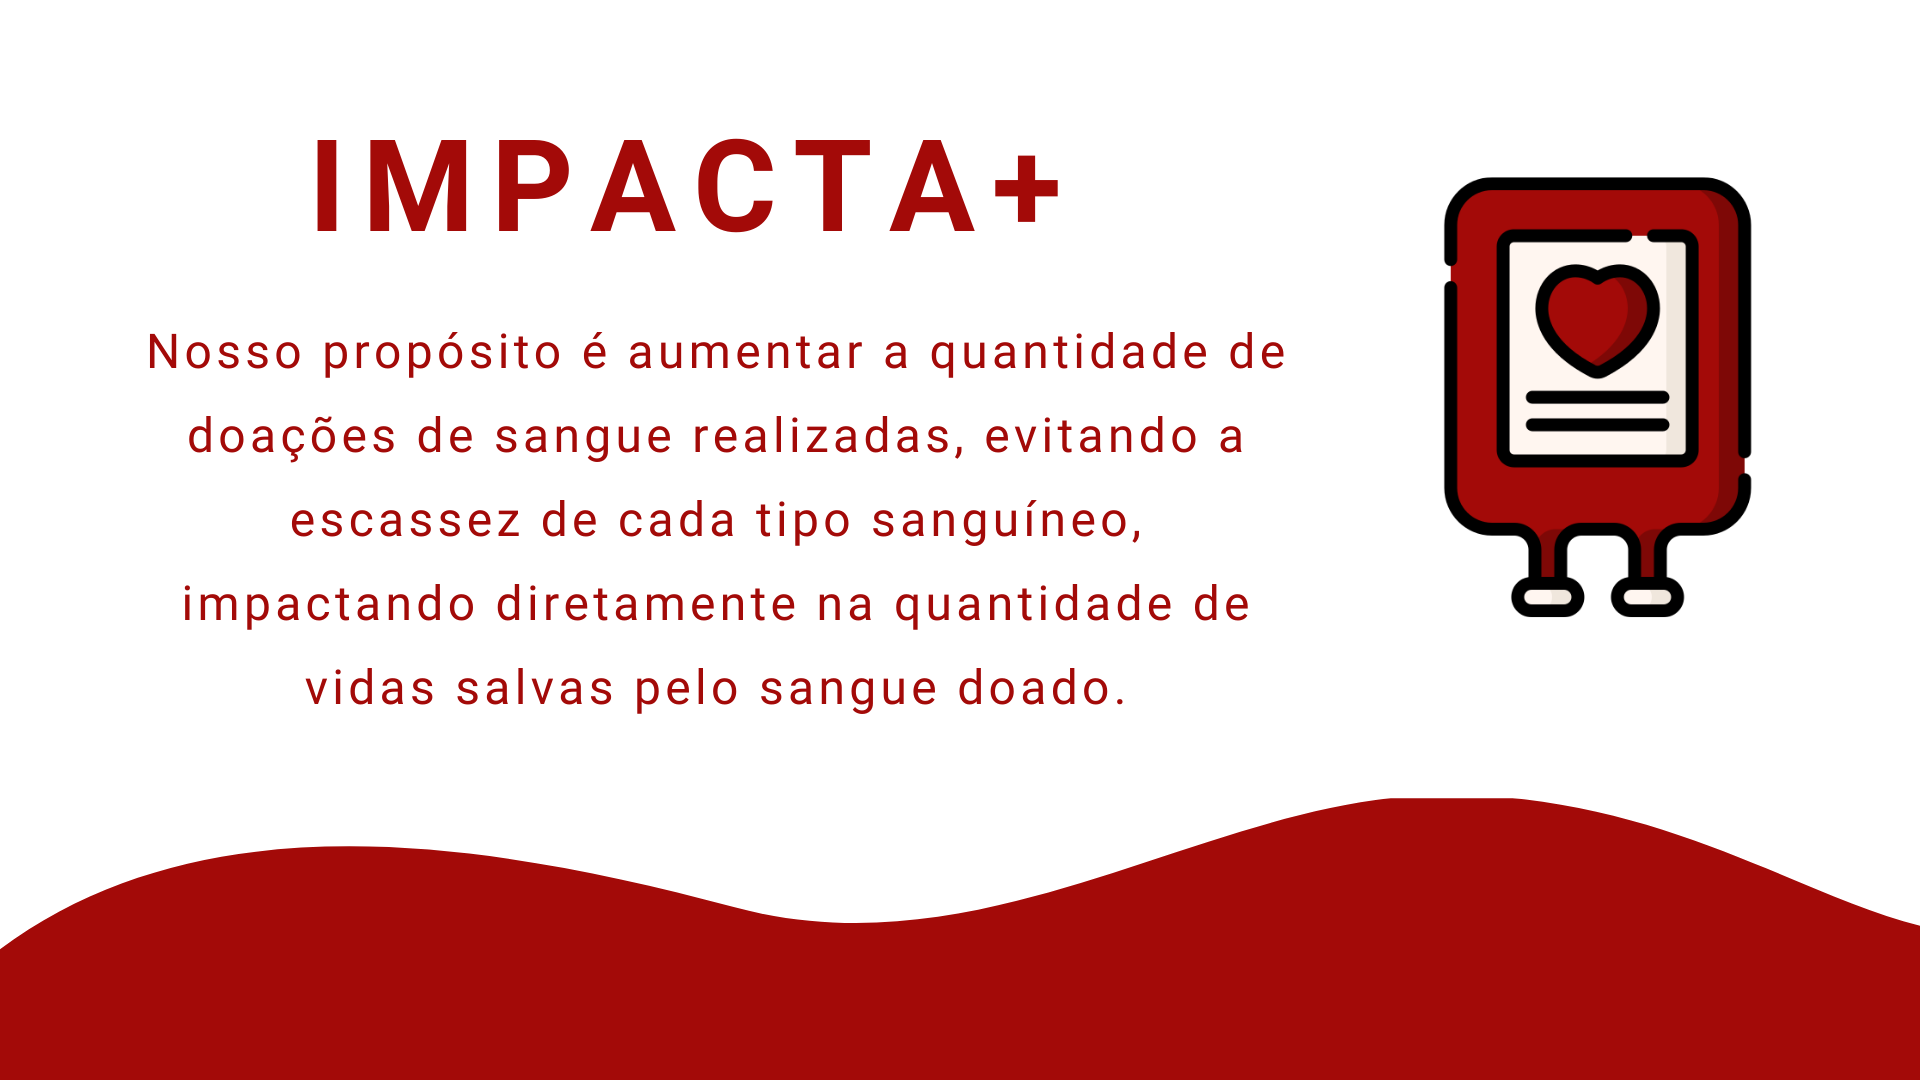 IMPACTA+
Nosso propósito é aumentar a quantidade de
doações de sangue realizadas, evitando a
escassez de cada tipo sanguíneo,
impactando diretamente na quantidade de
vidas salvas pelo sangue doado.